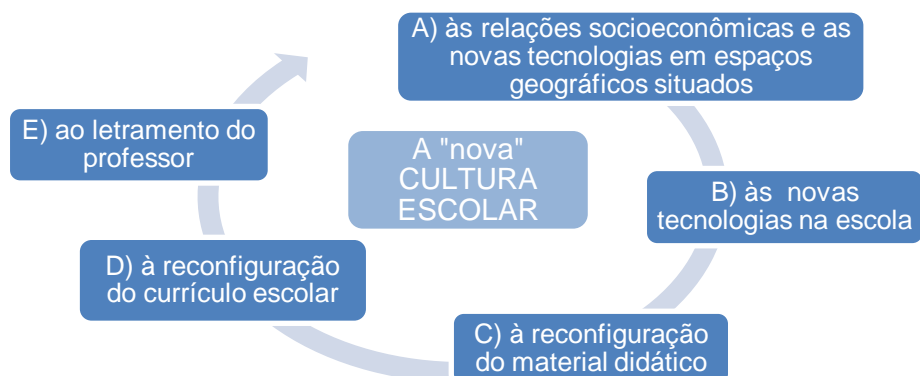 A) às relações socioeconômicas e as
novas tecnologias em espaços
geográficos situados
B) às novas
tecnologias na escola
C) à reconfiguração
do material didático
D) à reconfiguração
do currículo escolar
E) ao letramento do
professor
A "nova"
CULTURA
ESCOLAR